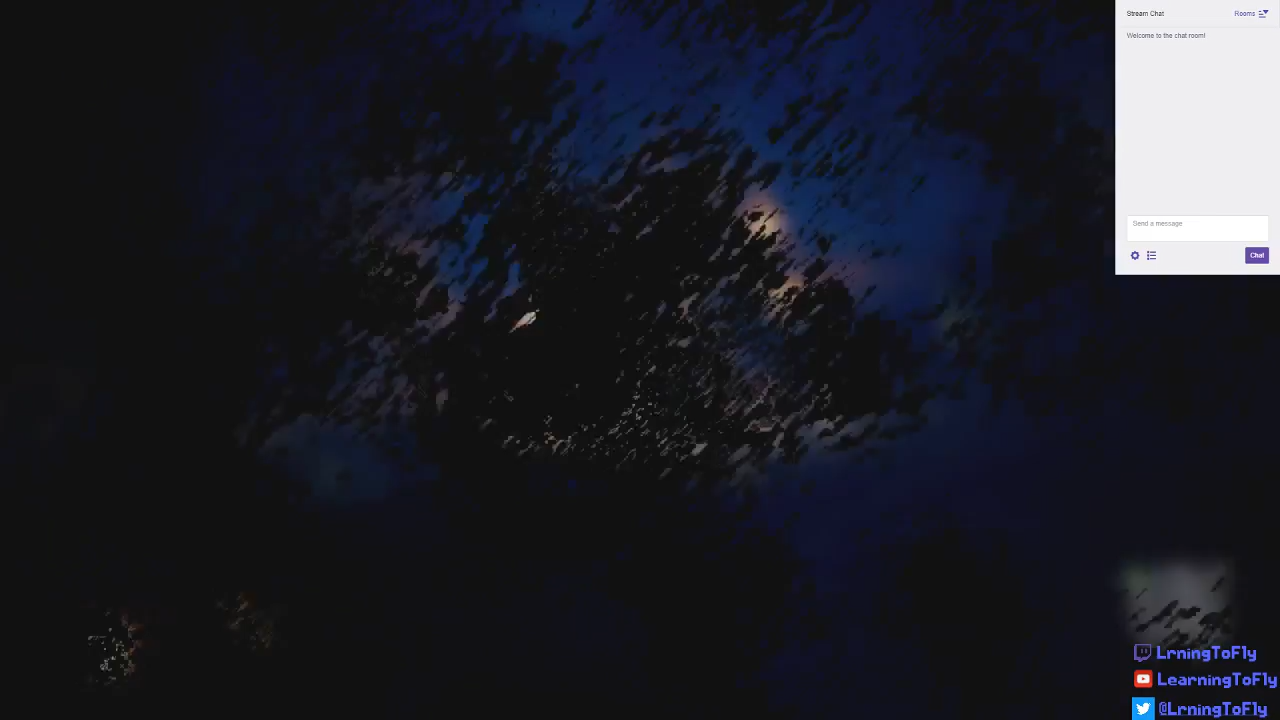 Stream Chat
Rooms
Welcome to the chat room!
Send a message
Chat
LrningToFly
LearningToFly
@LrningToFly